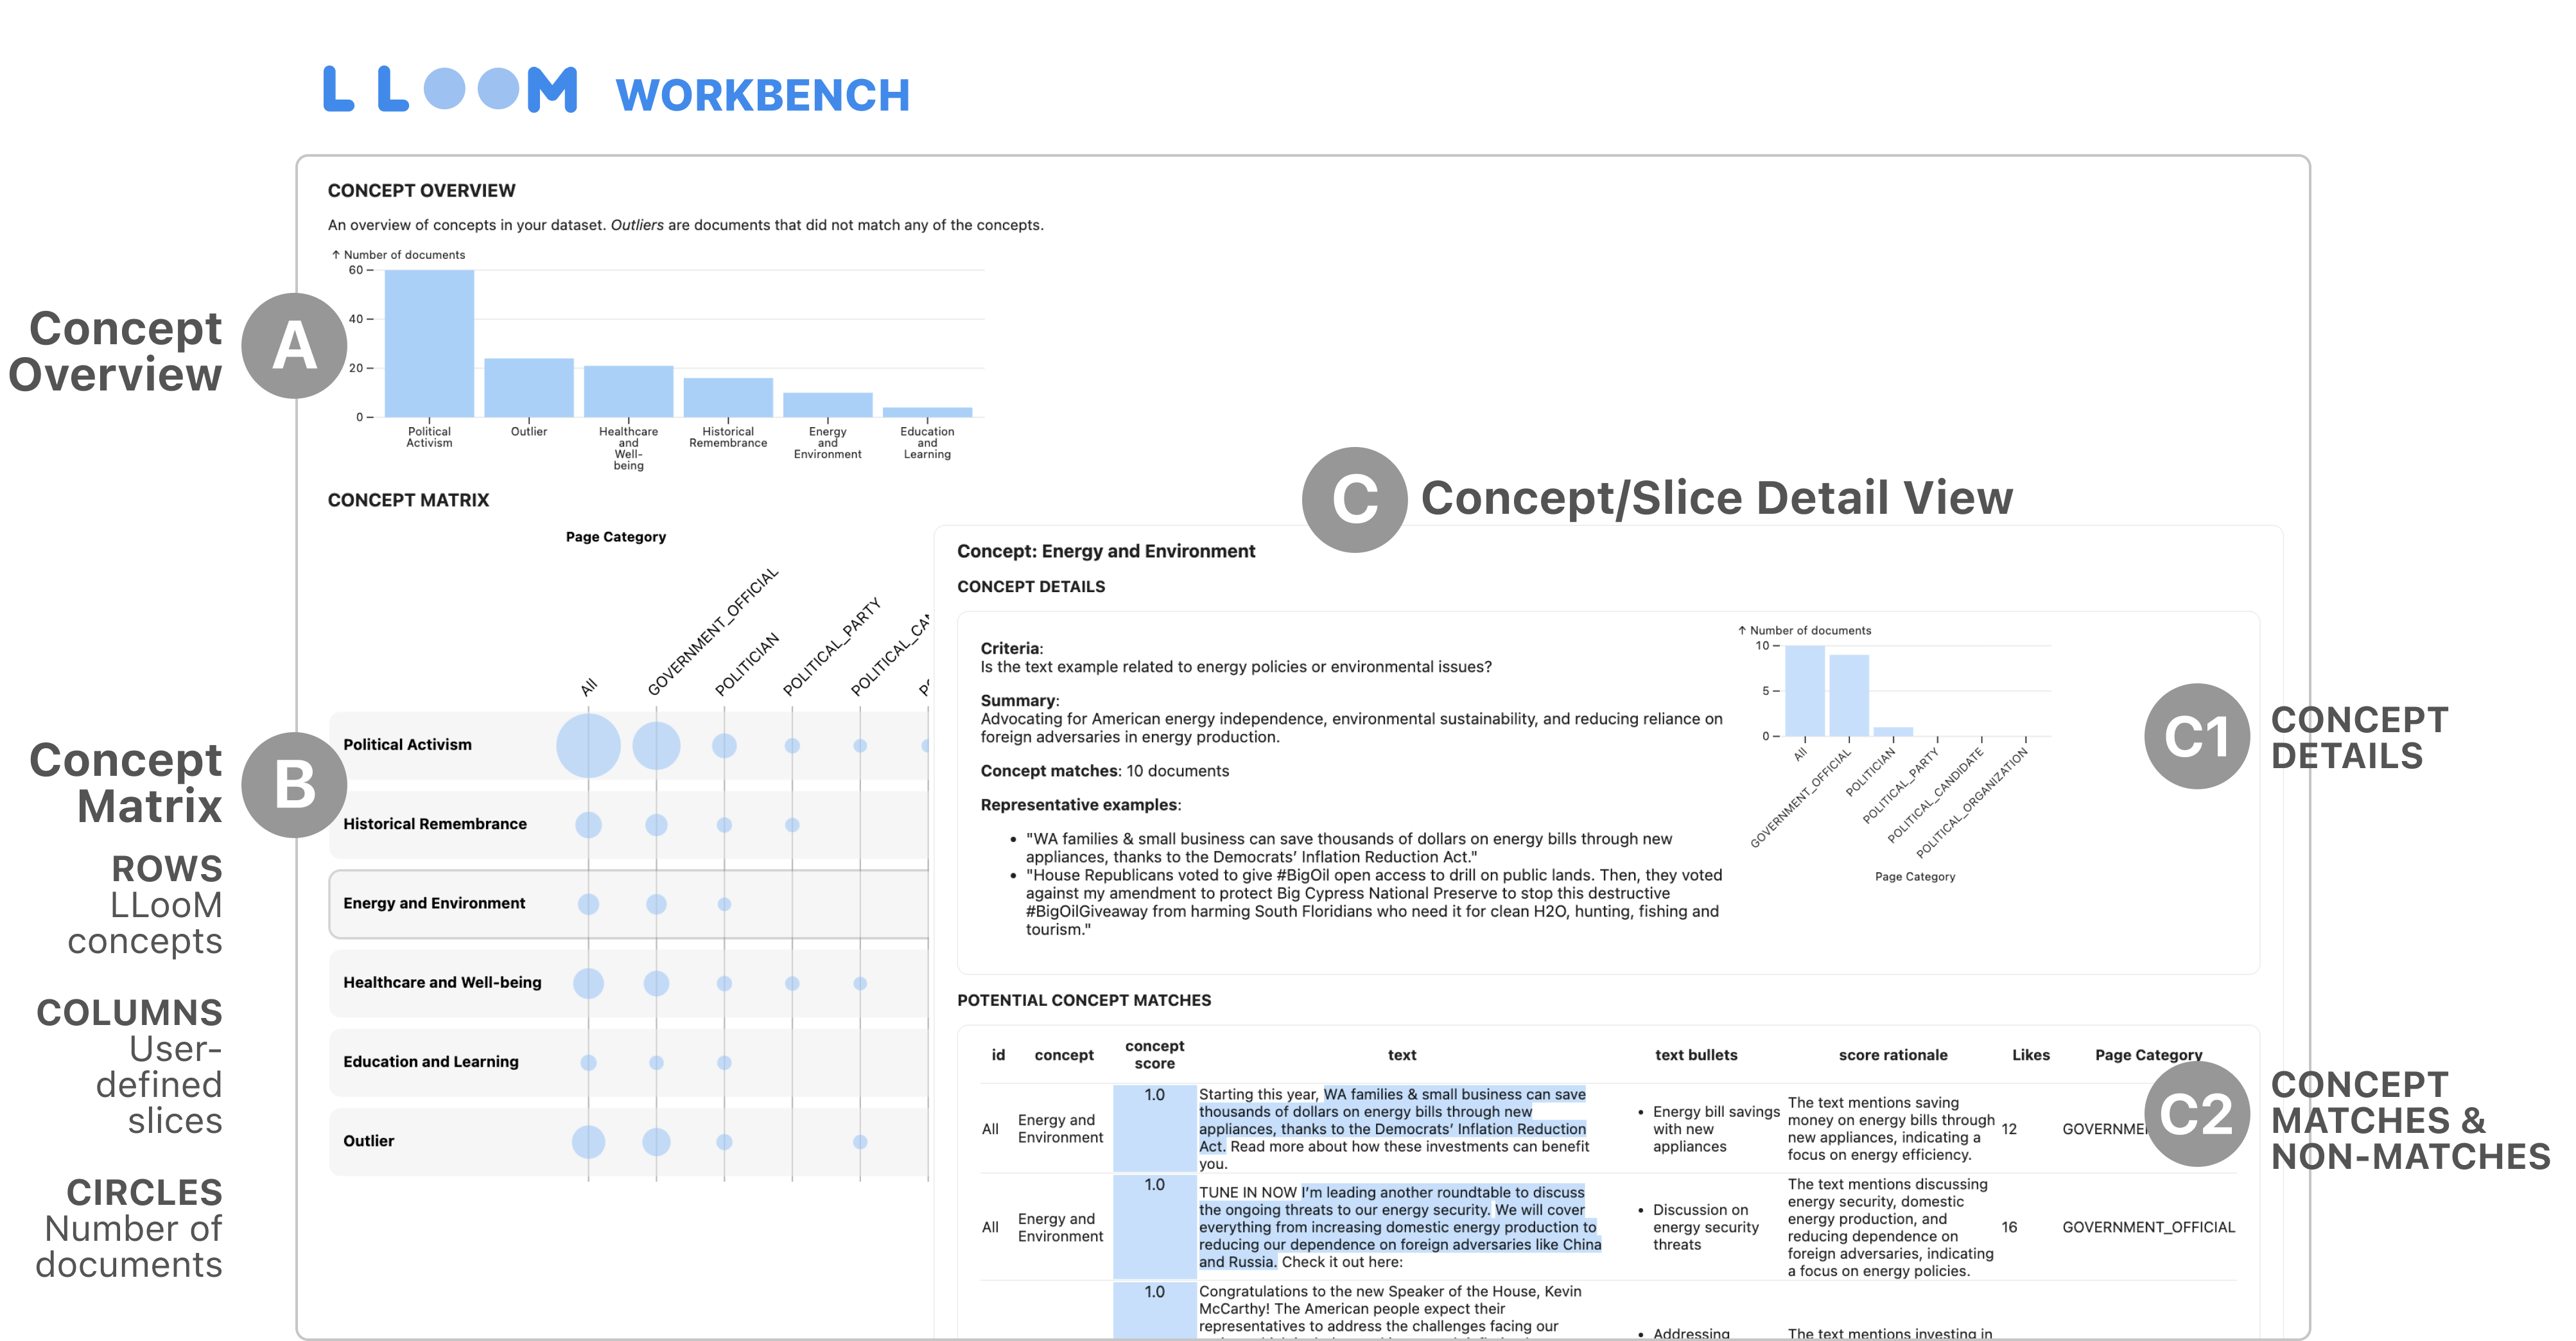 LLOOM WORKBENCH
CONCEPT OVERVIEW
An overview of concepts in your dataset. Outliers are documents that did not match any of the concepts.
↑ Number of documents
60
40
20
0
Political
Activism
Outlier
Healthcare
and
Well-
being
Historical
Remembrance
Energy
and
Environment
Education
and
Learning
A
Concept
Overview
CONCEPT MATRIX
Page Category
All
GOVERNMENT_OFFICIAL
POLITICIAN
POLITICAL_PARTY
Political Activism
Historical Remembrance
Energy and Environment
Healthcare and Well-being
Education and Learning
Outlier
B
Concept
Matrix
ROWS
LLooM
concepts
COLUMNS
User-
defined
slices
CIRCLES
Number of
documents
C
Concept/Slice Detail View
Concept: Energy and Environment
CONCEPT DETAILS
Criteria:
Is the text example related to energy policies or environmental issues?
Summary:
Advocating for American energy independence, environmental sustainability, and reducing reliance on
foreign adversaries in energy production.
Concept matches: 10 documents
Representative examples:
• "WA families & small business can save thousands of dollars on energy bills through new
appliances, thanks to the Democrats’ Inflation Reduction Act."
• "House Republicans voted to give #BigOil open access to drill on public lands. Then, they voted
against my amendment to protect Big Cypress National Preserve to stop this destructive
#BigOilGiveaway from harming South Floridians who need it for clean H2O, hunting, fishing and
tourism."
↑ Number of documents
10
5
0
All
GOVERNMENT_OFFICIAL
POLITICIAN
POLITICAL_PARTY
POLITICAL_CANDIDATE
POLITICAL_ORGANIZATION
Page Category
C1
CONCEPT
DETAILS
POTENTIAL CONCEPT MATCHES
id
concept
concept
score
text
text bullets
score rationale
Likes
Page Category
All
Energy and
Environment
1.0
Starting this year, WA families & small business can save
thousands of dollars on energy bills through new
appliances, thanks to the Democrats’ Inflation Reduction
Act. Read more about how these investments can benefit
you.
• Energy bill savings
with new
appliances
The text mentions saving
money on energy bills through
new appliances, indicating a
focus on energy efficiency.
12
All
Energy and
Environment
1.0
TUNE IN NOW I’m leading another roundtable to discuss
the ongoing threats to our energy security. We will cover
everything from increasing domestic energy production to
reducing our dependence on foreign adversaries like China
and Russia. Check it out here:
• Discussion on
energy security
threats
The text mentions discussing
energy security, domestic
energy production, and
reducing dependence on
foreign adversaries, indicating
a focus on energy policies.
16
GOVERNMENT_OFFICIAL
1.0
Congratulations to the new Speaker of the House, Kevin
McCarthy! The American people expect their
representatives to address the challenges facing our
• Addressing
The text mentions investing in
C2
CONCEPT
MATCHES &
NON-MATCHES